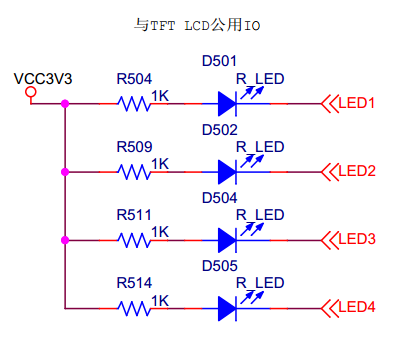 与TFT LCD公用IO
D501
VCC3V3 R504 R_LED
1K LED1
D502
R509 R_LED
1K LED2
D504
R511 R_LED
1K LED3
D505
R514 R_LED
1K LED4